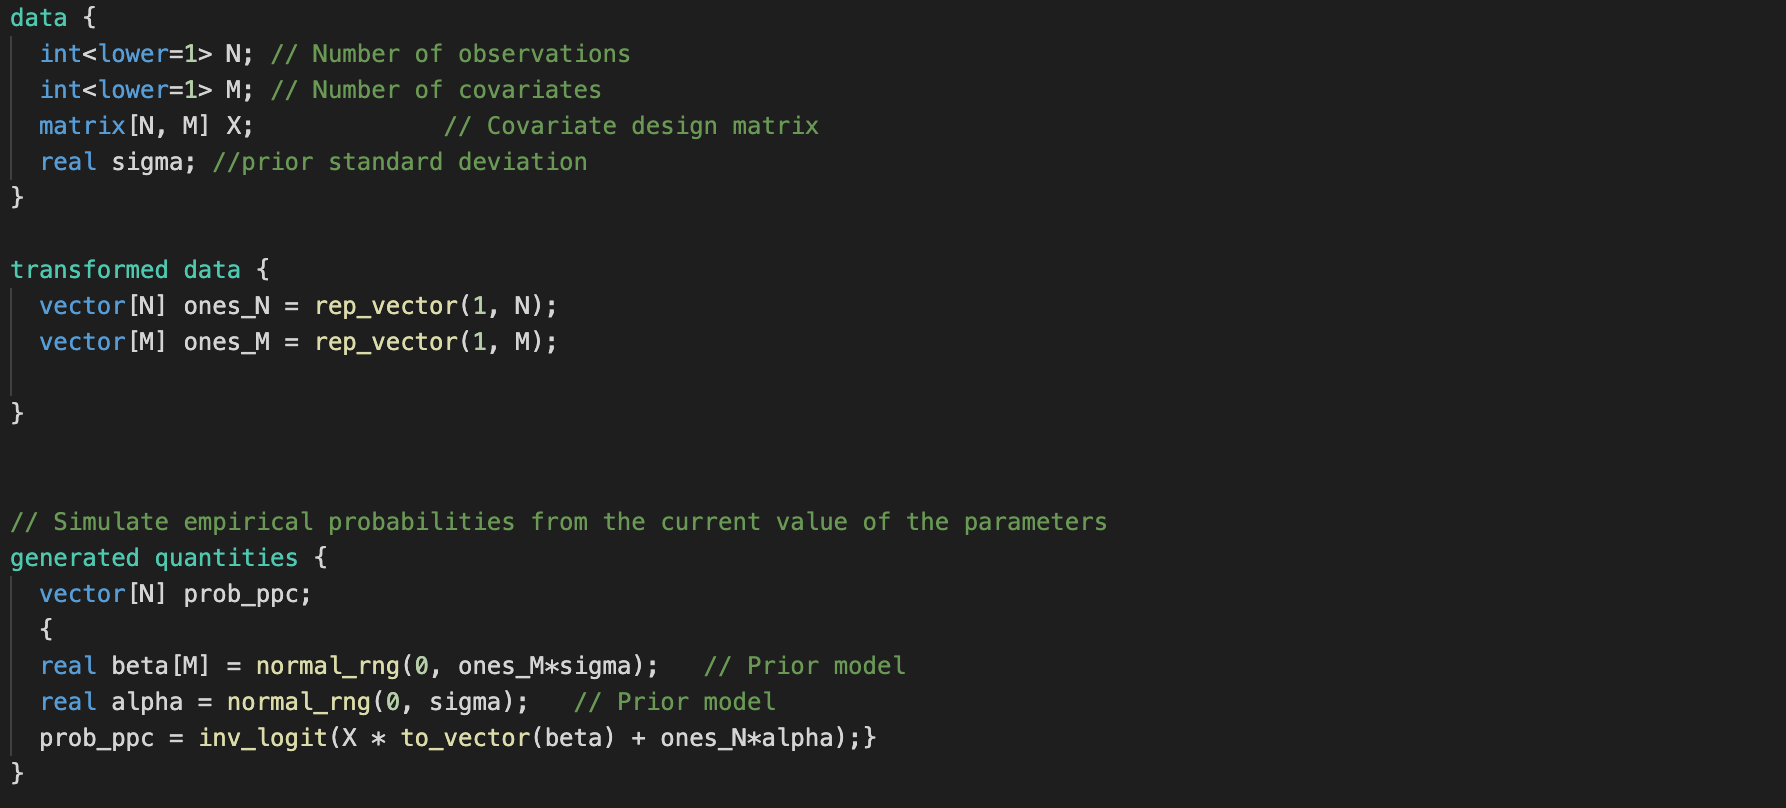 data {
  int<lower=1> N; // Number of observations
  int<lower=1> M; // Number of covariates
  matrix[N, M] X;             // Covariate design matrix
  real sigma; //prior standard deviation
}
transformed data {
  vector[N] ones_N = rep_vector(1, N);
  vector[M] ones_M = rep_vector(1, M);
}
// Simulate empirical probabilities from the current value of the parameters
generated quantities {
  vector[N] prob_ppc;
  {
  real beta[M] = normal_rng(0, ones_M*sigma);   // Prior model
  real alpha = normal_rng(0, sigma);   // Prior model
  prob_ppc = inv_logit(X * to_vector(beta) + ones_N*alpha);}
}